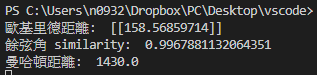 PS C:\Users\n0932\Dropbox\PC\Desktop\vscode>
歐基里德距離:  [[158.56859714]]
餘弦角 similarity:  0.9967881132064351
曼哈頓距離:  1430.0